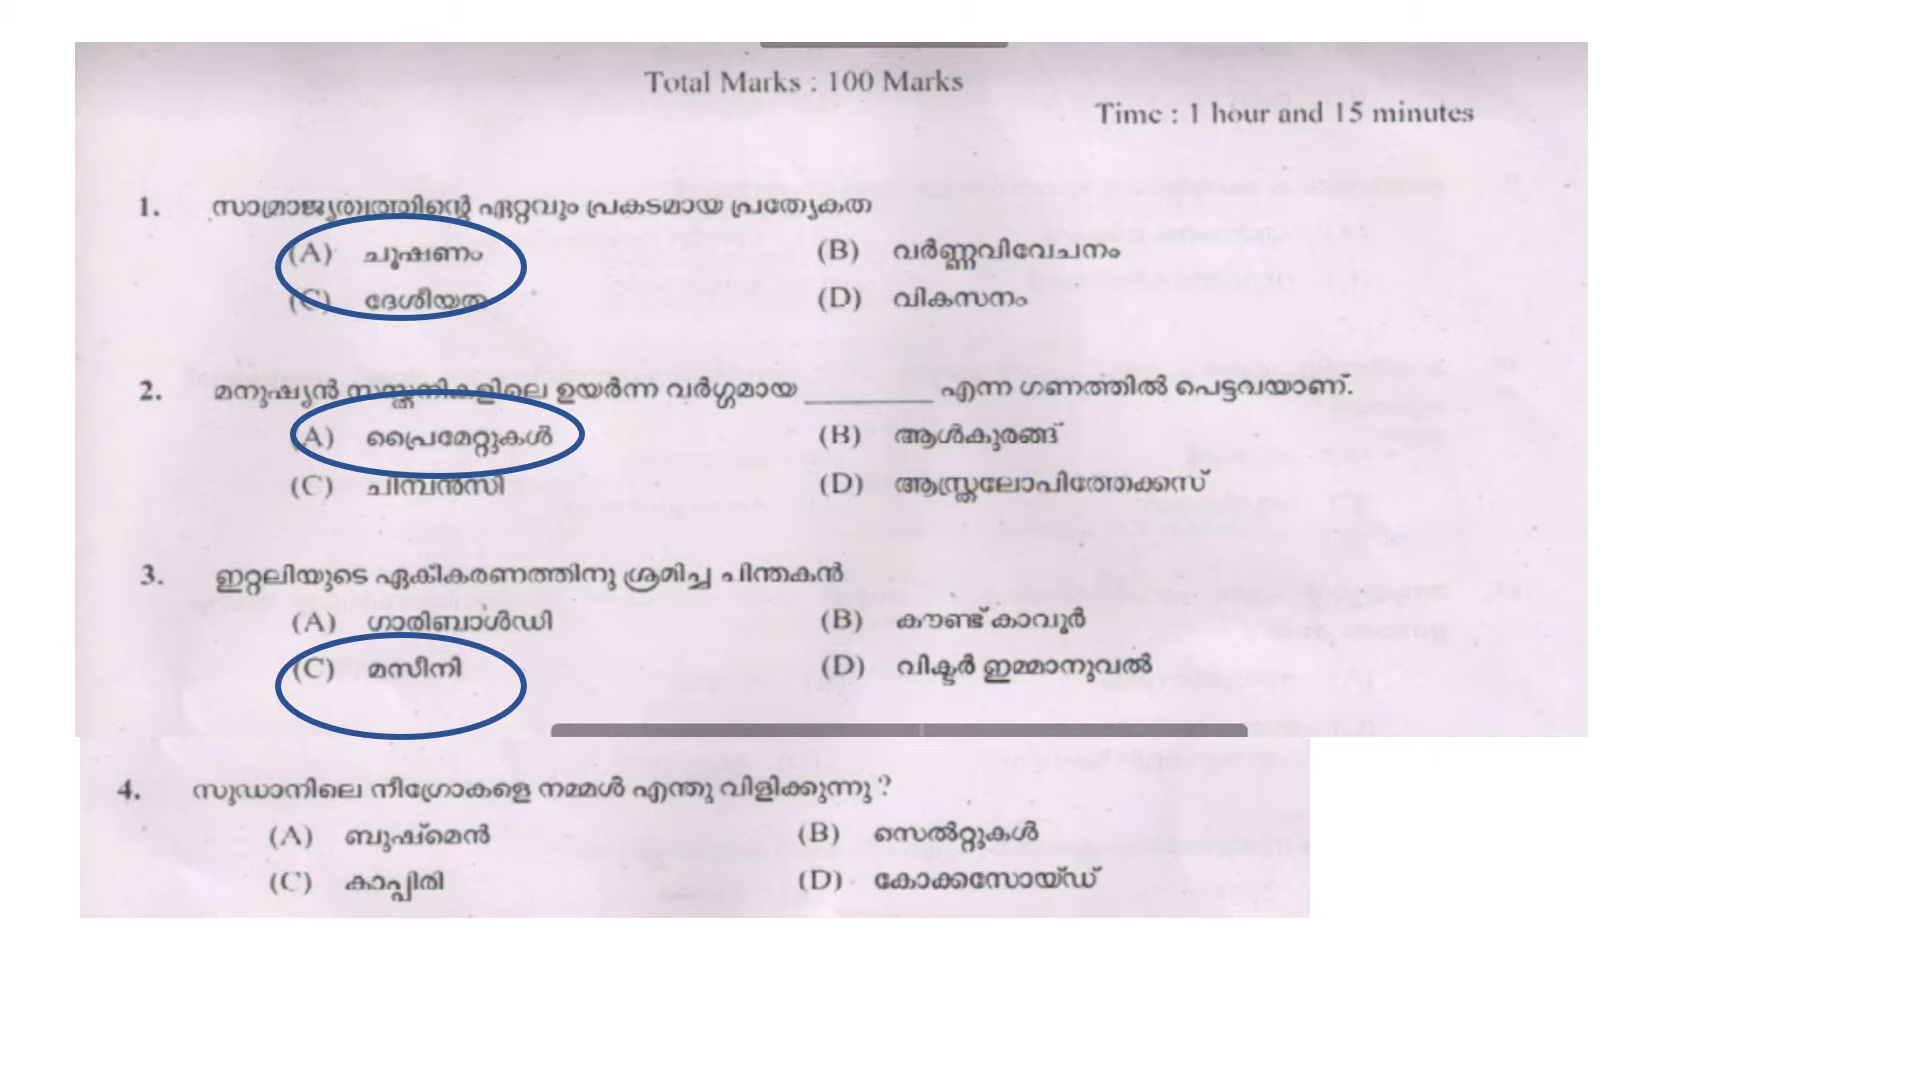 Total Marks : 100 Marks
Time : 1 hour and 15 minutes
1. സാമ്രാജ്യത്വത്തിന്റെ ഏറ്റവും പ്രകടമായ പ്രത്യേകത
(A) ചൂഷണം (B) വർണ്ണവിവേചനം
(C) ദേശീയത (D) വികസനം
2. മനുഷ്യൻ സസ്തനികളിലെ ഉയർന്ന വർഗ്ഗമായ __________ എന്ന ഗണത്തിൽ പെട്ടവയാണ്.
(A) പ്രൈമേറ്റുകൾ (B) ആൾകുരങ്ങ്
(C) ചിമ്പൻസി (D) ആസ്ത്രലോപിത്തേക്കസ്
3. ഇറ്റലിയുടെ ഏകീകരണത്തിനു ശ്രമിച്ച ചിന്തകൻ
(A) ഗാരിബാൾഡി (B) കൗണ്ട് കാവൂർ
(C) മസീനി (D) വിക്ടർ ഇമ്മാനുവൽ
4. സുഡാനിലെ നീഗ്രോകളെ നമ്മൾ എന്തു വിളിക്കുന്നു ?
(A) ബുഷ്മെൻ (B) സെൽറ്റുകൾ
(C) കാപ്പിരി (D) കോക്കസോയ്ഡ്